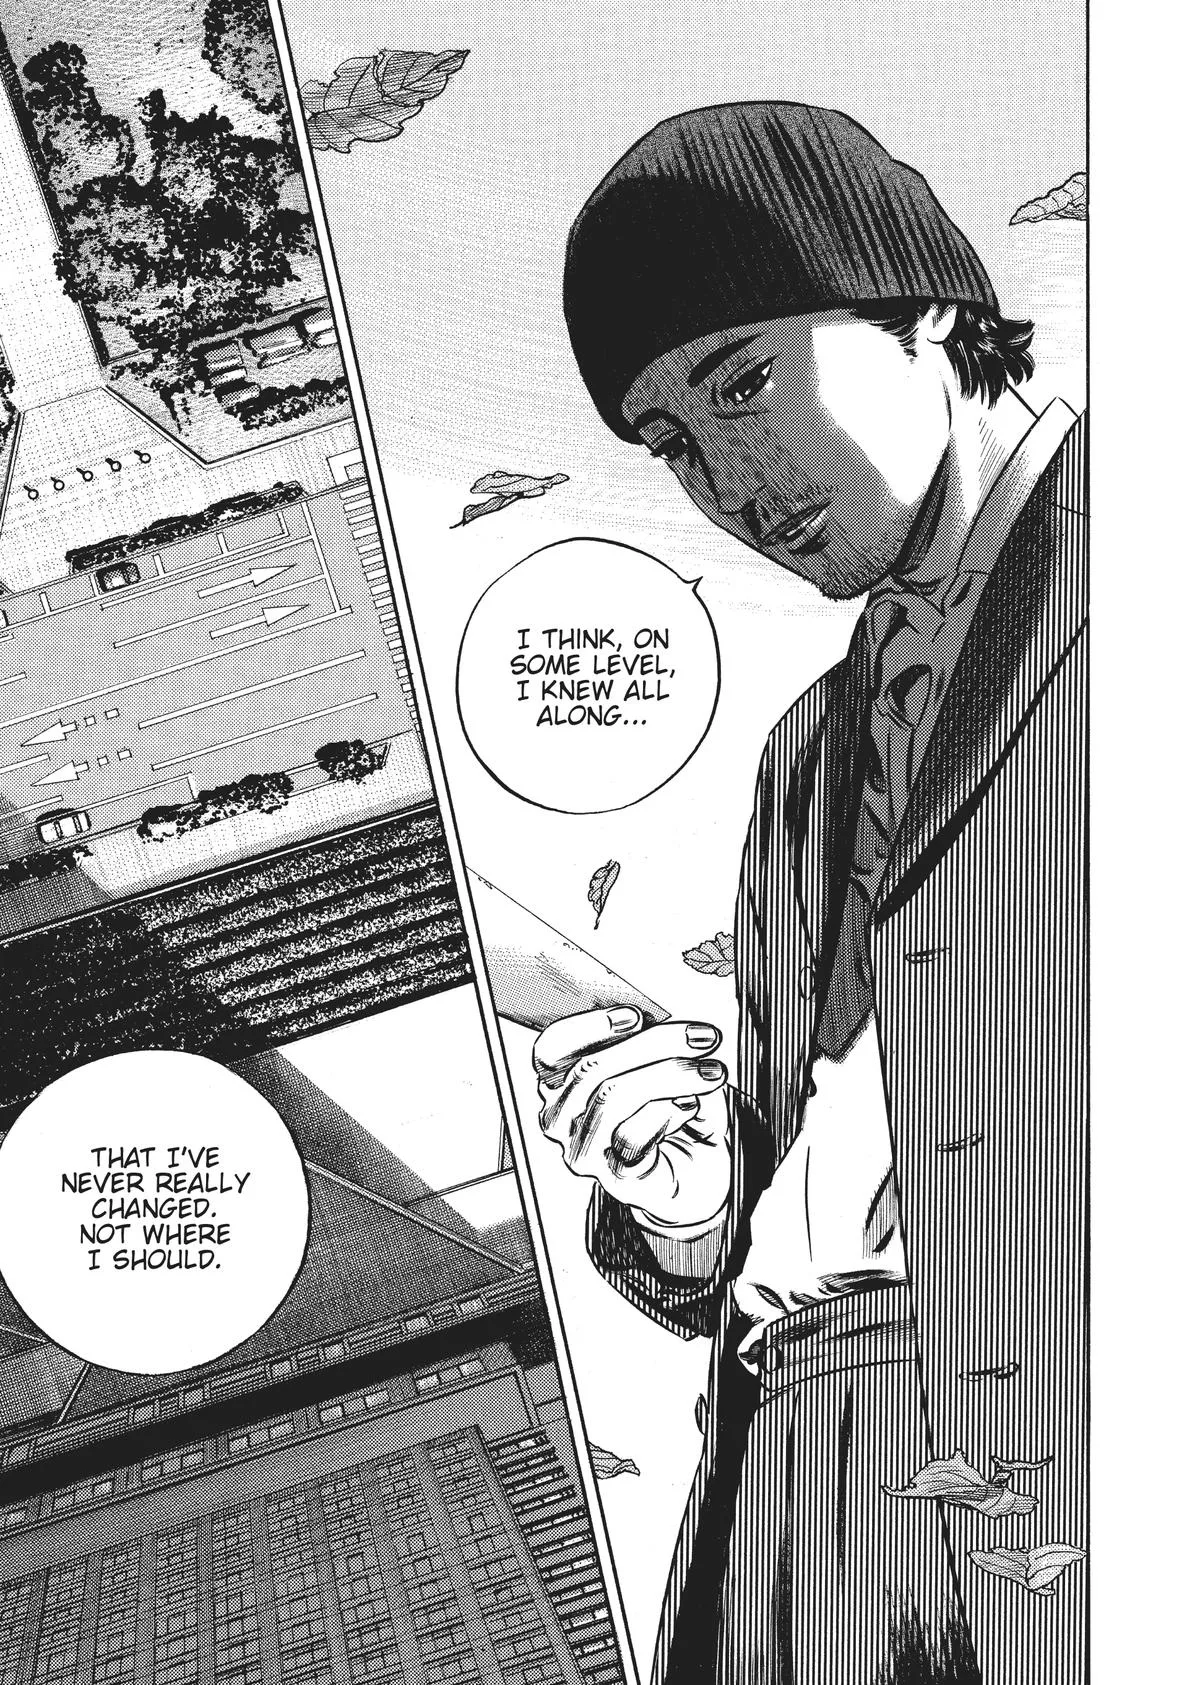 I THINK, ON
SOME LEVEL,
I KNEW ALL
ALONG...
THAT I'VE
NEVER REALLY
CHANGED.
NOT WHERE
I SHOULD.